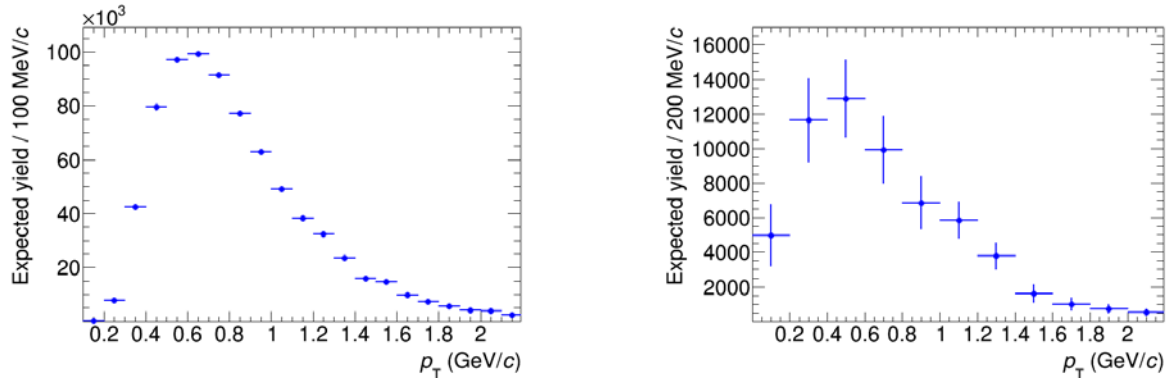 ×10³
Expected yield / 100 MeV/c
100
80
60
40
20
0.2 0.4 0.6 0.8 1 1.2 1.4 1.6 1.8 2
pT (GeV/c)
Expected yield / 200 MeV/c
16000
14000
12000
10000
8000
6000
4000
2000
0.2 0.4 0.6 0.8 1 1.2 1.4 1.6 1.8 2
pT (GeV/c)